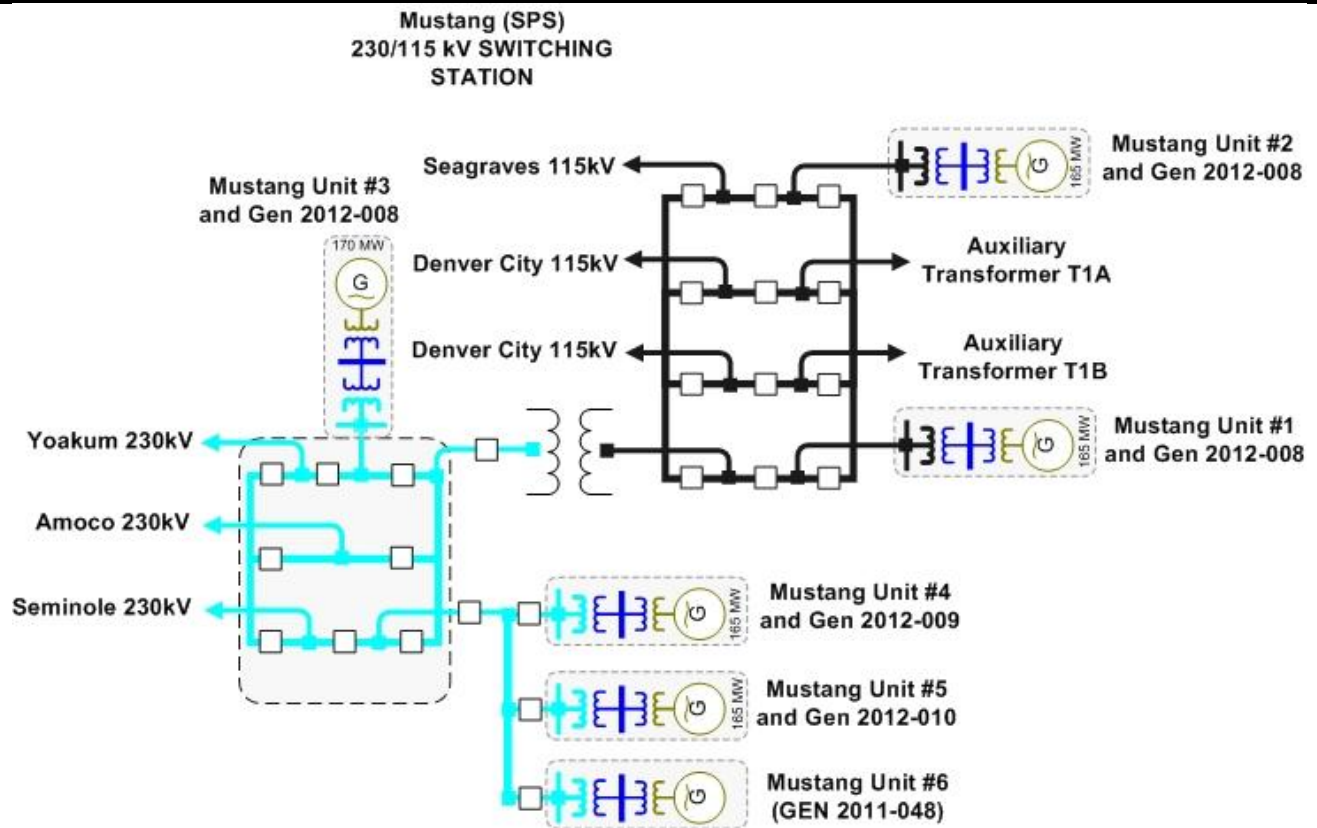 Mustang (SPS)
230/115 kV SWITCHING
STATION
Seagraves 115kV
165 MW
G
Mustang Unit #2
and Gen 2012-008
Mustang Unit #3
and Gen 2012-008
170 MW
G
Denver City 115kV
Auxiliary
Transformer T1A
Denver City 115kV
Auxiliary
Transformer T1B
G
165 MW
Mustang Unit #1
and Gen 2012-008
Yoakum 230kV
Amoco 230kV
Seminole 230kV
G
165 MW
Mustang Unit #4
and Gen 2012-009
G
165 MW
Mustang Unit #5
and Gen 2012-010
G
Mustang Unit #6
(GEN 2011-048)